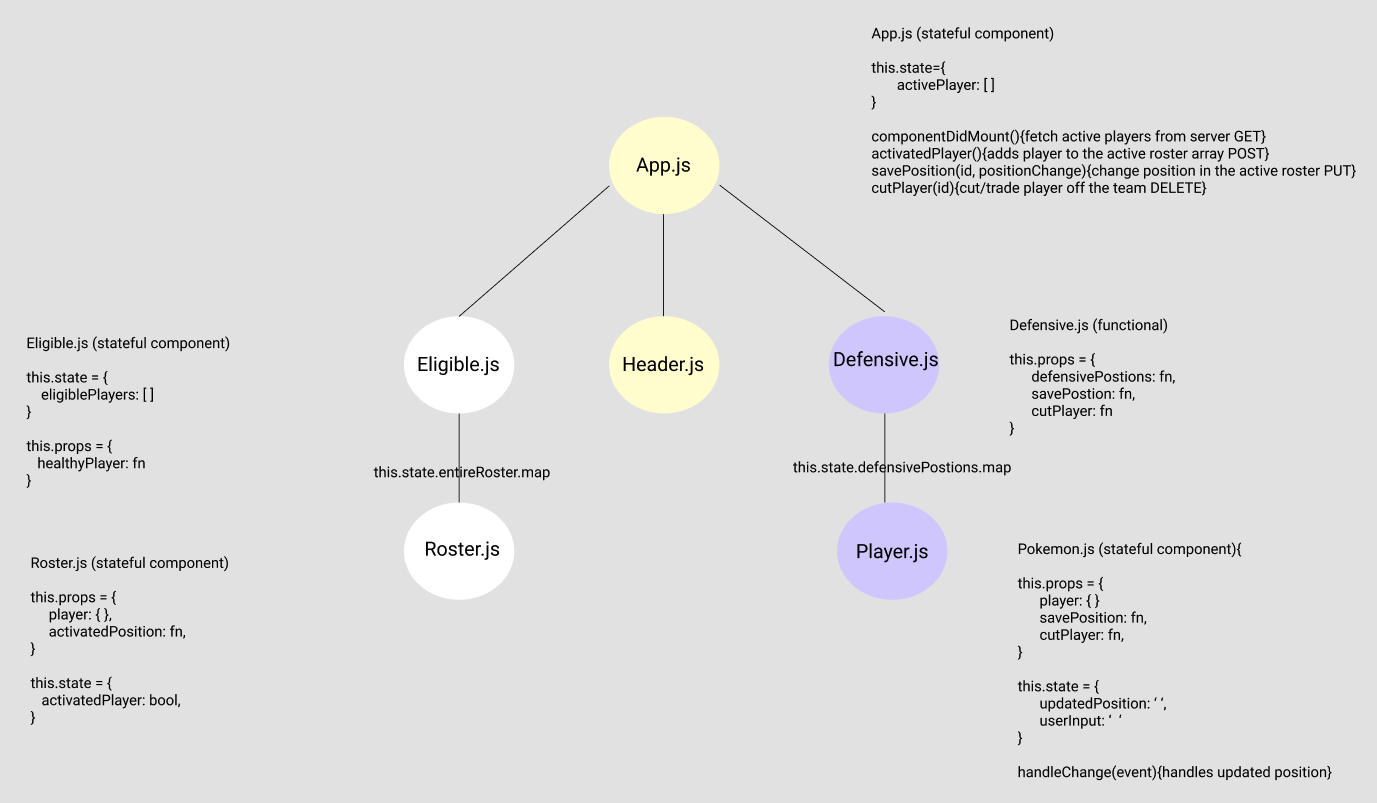 App.js (stateful component)
this.state={
activePlayer: [ ]
}
componentDidMount(){fetch active players from server GET}
activatedPlayer(){adds player to the active roster array POST}
savePosition(id, positionChange){change position in the active roster PUT}
cutPlayer(id){cut/trade player off the team DELETE}
App.js
Eligible.js
Header.js
Defensive.js
Eligible.js (stateful component)
this.state = {
eligiblePlayers: [ ]
}
this.props = {
healthyPlayer: fn
}
Defensive.js (functional)
this.props = {
defensivePostions: fn,
savePostion: fn,
cutPlayer: fn
}
this.state.entireRoster.map
this.state.defensivePostions.map
Roster.js
Player.js
Roster.js (stateful component)
this.props = {
player: { },
activatedPosition: fn,
}
this.state = {
activatedPlayer: bool,
}
Pokemon.js (stateful component){
this.props = {
player: { }
savePosition: fn,
cutPlayer: fn,
}
this.state = {
updatedPosition: ‘ ‘,
userInput: ‘  ‘
}
handleChange(event){handles updated position}